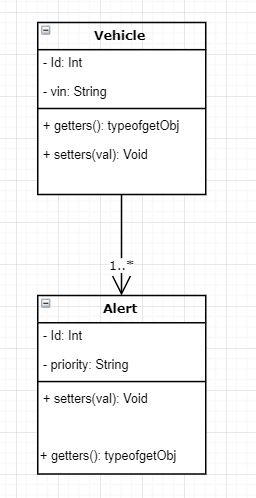 Vehicle
- Id: Int
- vin: String
+ getters(): typeofgetObj
+ setters(val): Void
1..*
Alert
- Id: Int
- priority: String
+ setters(val): Void
+ getters(): typeofgetObj